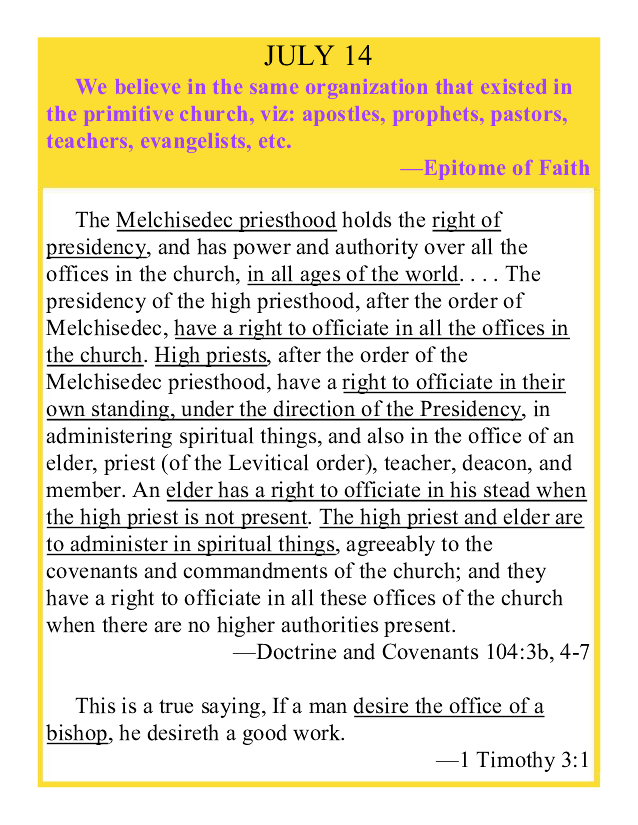 JULY 14
We believe in the same organization that existed in
the primitive church, viz: apostles, prophets, pastors,
teachers, evangelists, etc.
—Epitome of Faith
The Melchisedec priesthood holds the right of
presidency, and has power and authority over all the
offices in the church, in all ages of the world. . . . The
presidency of the high priesthood, after the order of
Melchisedec, have a right to officiate in all the offices in
the church. High priests, after the order of the
Melchisedec priesthood, have a right to officiate in their
own standing, under the direction of the Presidency, in
administering spiritual things, and also in the office of an
elder, priest (of the Levitical order), teacher, deacon, and
member. An elder has a right to officiate in his stead when
the high priest is not present. The high priest and elder are
to administer in spiritual things, agreeably to the
covenants and commandments of the church; and they
have a right to officiate in all these offices of the church
when there are no higher authorities present.
—Doctrine and Covenants 104:3b, 4-7
This is a true saying, If a man desire the office of a
bishop, he desireth a good work.
—1 Timothy 3:1